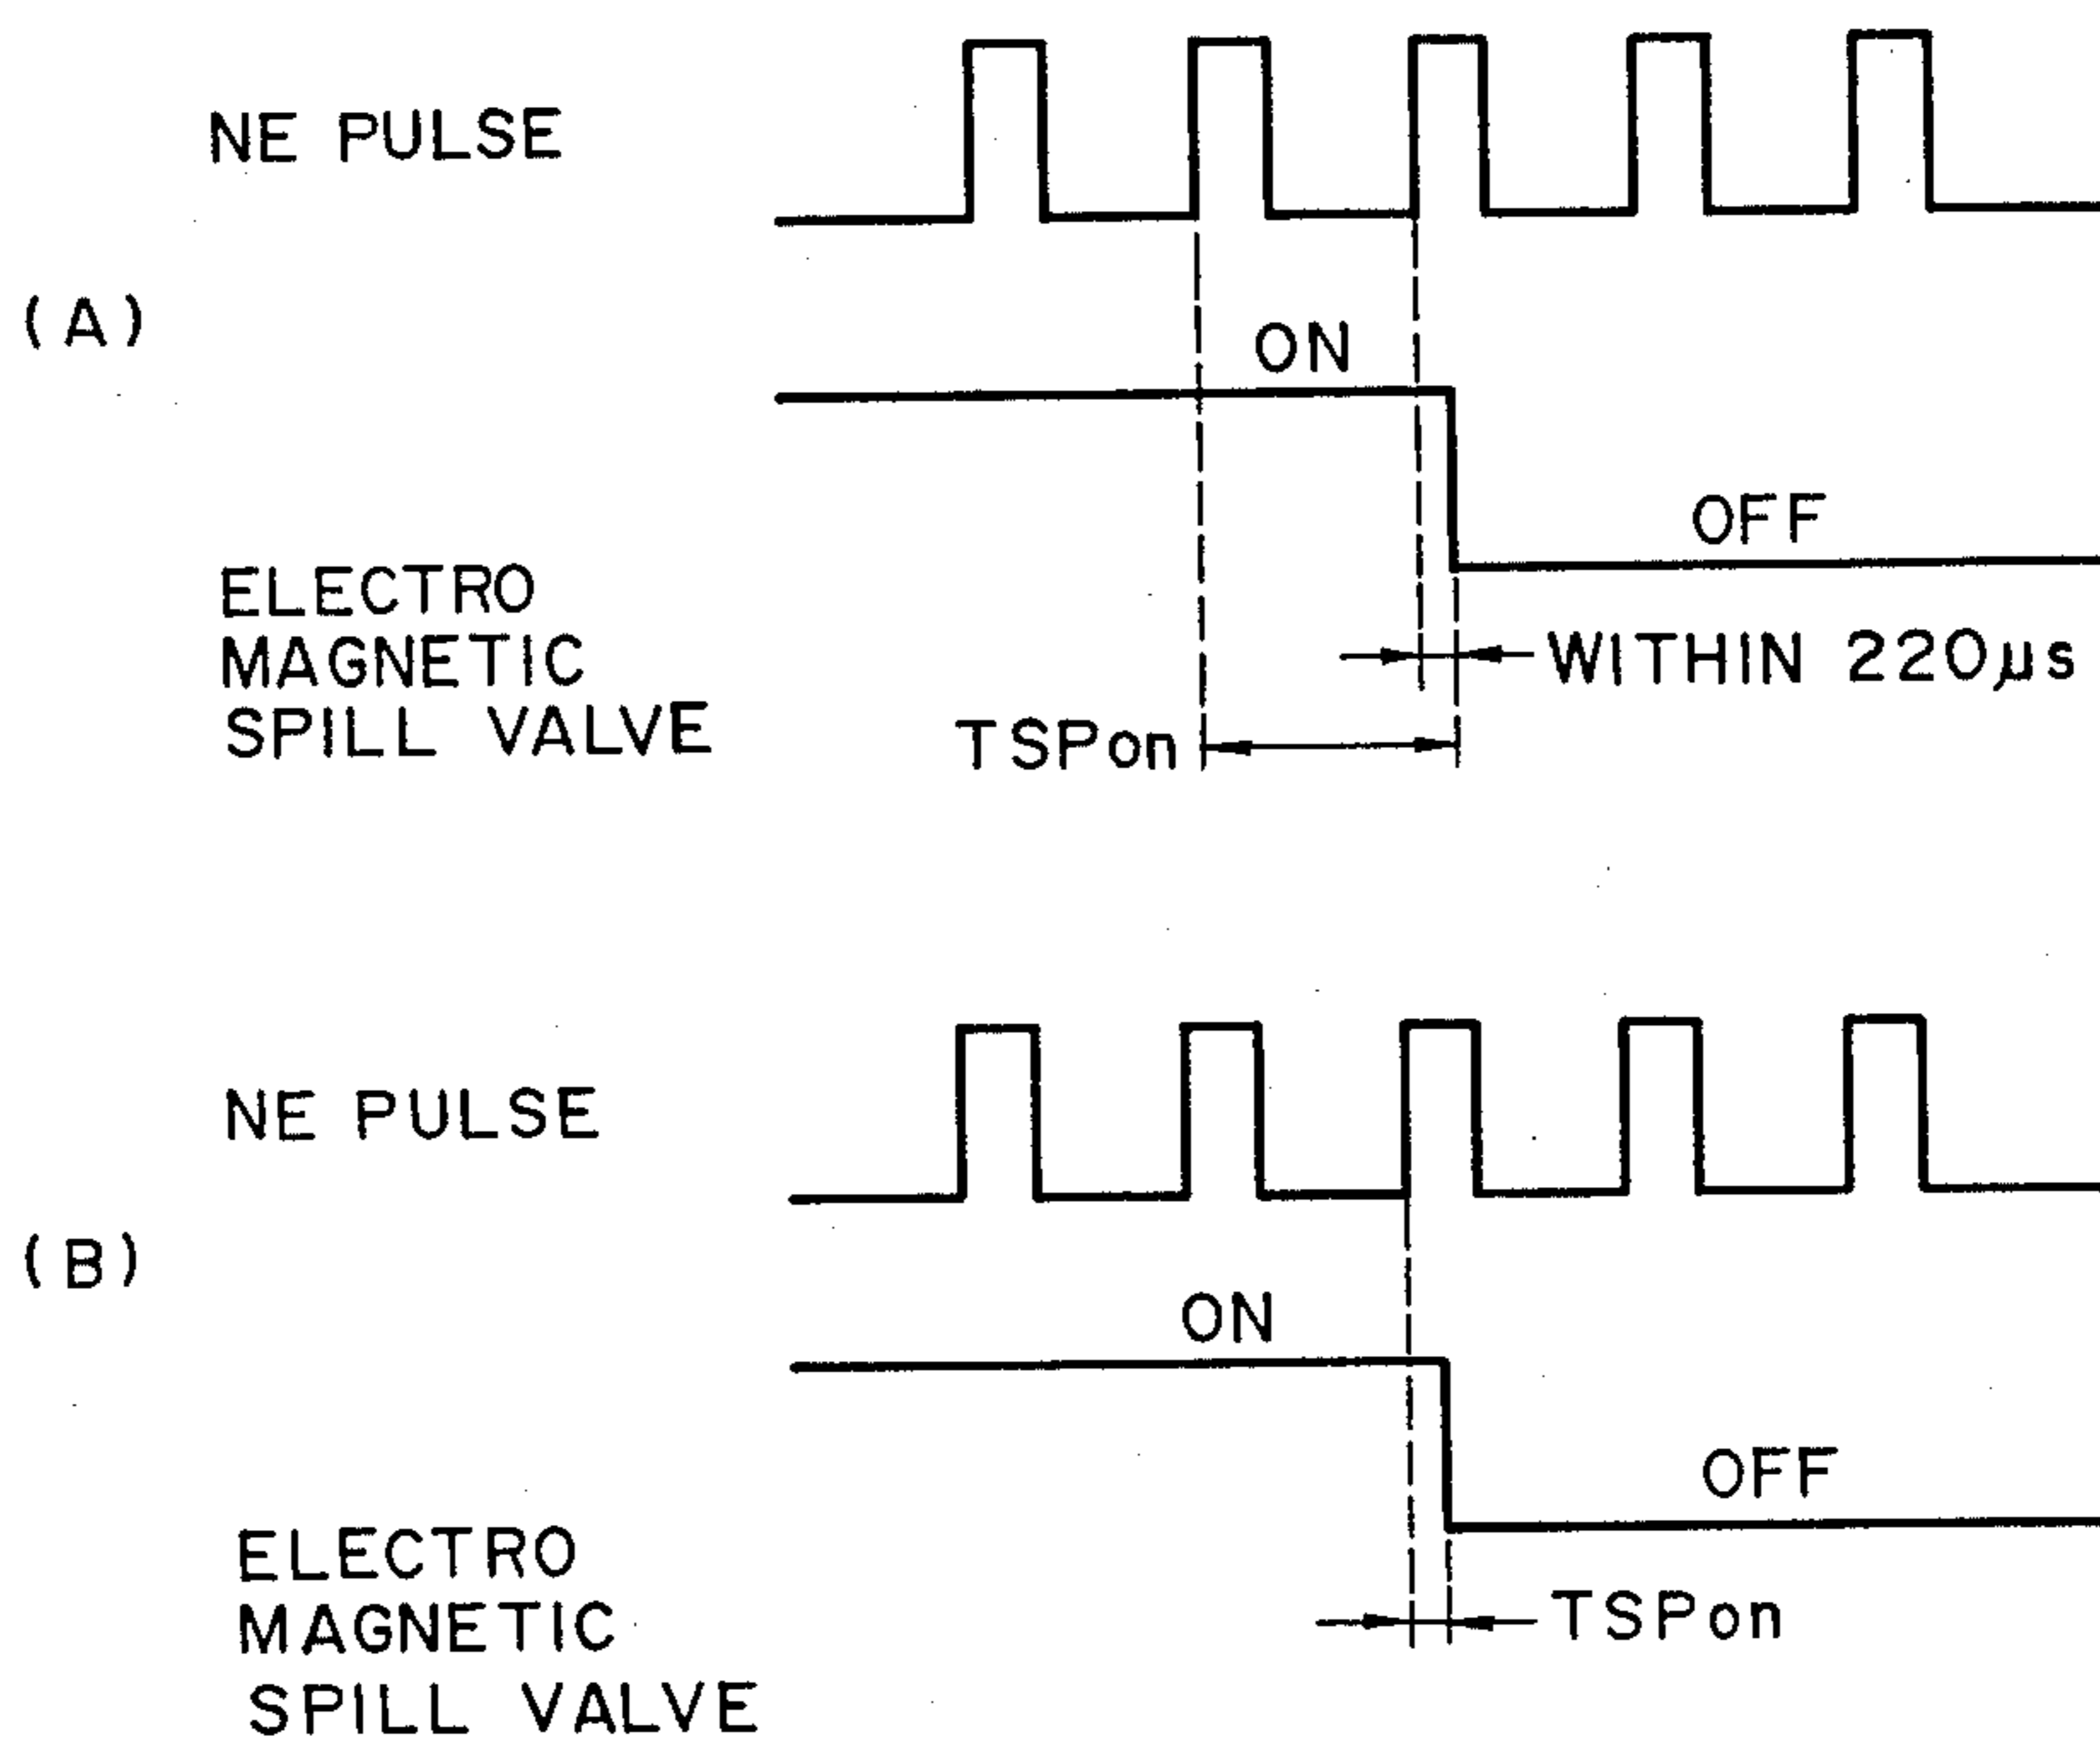 NE PULSE
(A)
ON
OFF
ELECTRO
MAGNETIC
SPILL VALVE
WITHIN 220μs
TSPon
NE PULSE
(B)
ON
OFF
ELECTRO
MAGNETIC
SPILL VALVE
TSPon